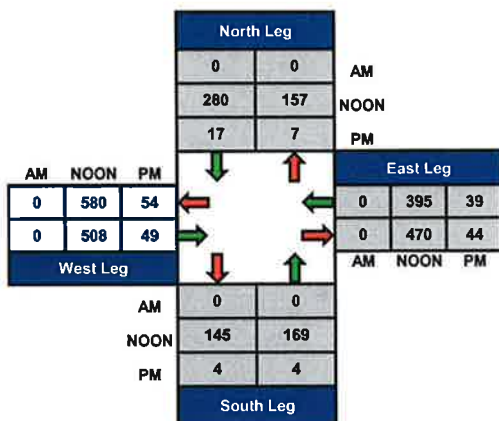 North Leg
0 0 AM
280 157 NOON
17 7 PM
AM NOON PM
East Leg
0 580 54
0 395 39
0 508 49
0 470 44
West Leg
AM NOON PM
AM 0 0
NOON 145 169
PM 4 4
South Leg